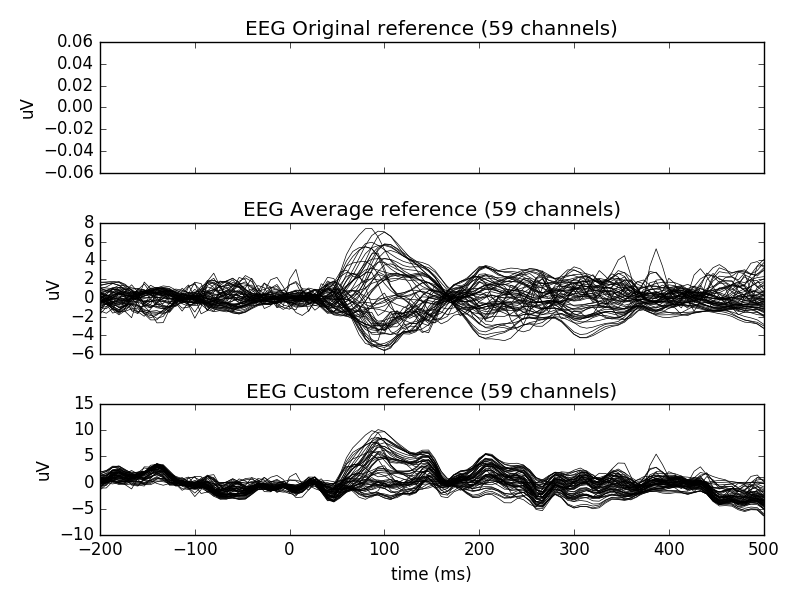 EEG Original reference (59 channels)
0.06
0.04
0.02
0.00
−0.02
−0.04
−0.06
uV
EEG Average reference (59 channels)
8
6
4
2
0
−2
−4
−6
uV
EEG Custom reference (59 channels)
15
10
5
0
−5
−10
uV
−200 −100 0 100 200 300 400 500
time (ms)